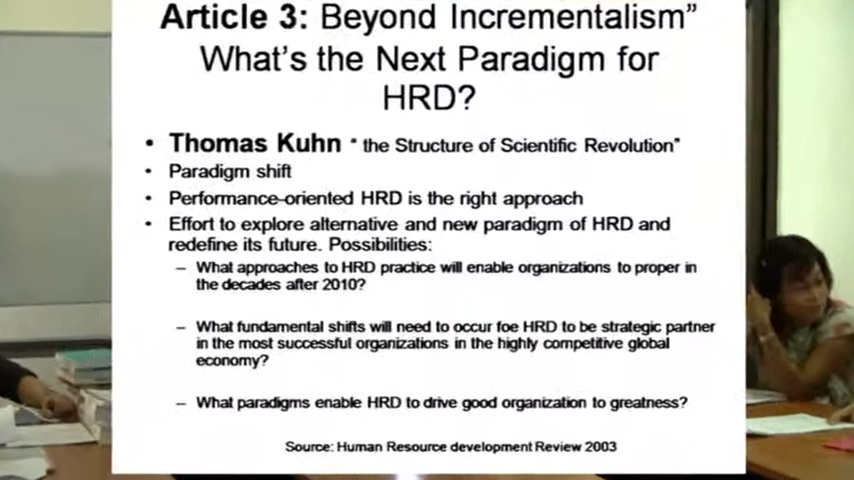 Article 3: Beyond Incrementalism”
What’s the Next Paradigm for
HRD?
• Thomas Kuhn “ the Structure of Scientific Revolution”
• Paradigm shift
• Performance-oriented HRD is the right approach
• Effort to explore alternative and new paradigm of HRD and
redefine its future. Possibilities:
– What approaches to HRD practice will enable organizations to proper in
the decades after 2010?
– What fundamental shifts will need to occur foe HRD to be strategic partner
in the most successful organizations in the highly competitive global
economy?
– What paradigms enable HRD to drive good organization to greatness?
Source: Human Resource development Review 2003